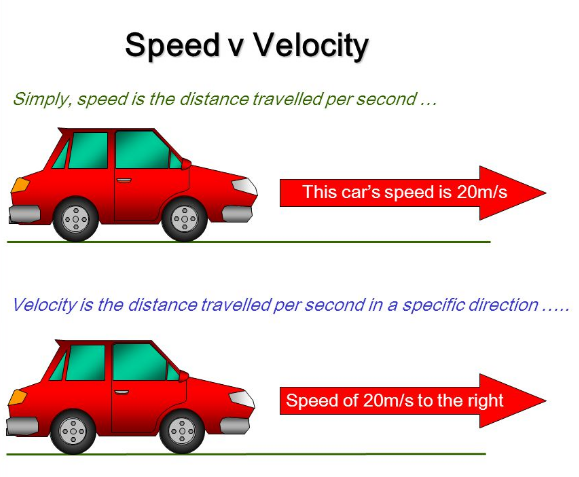 Speed v Velocity
Simply, speed is the distance travelled per second …
This car's speed is 20m/s
Velocity is the distance travelled per second in a specific direction …..
Speed of 20m/s to the right